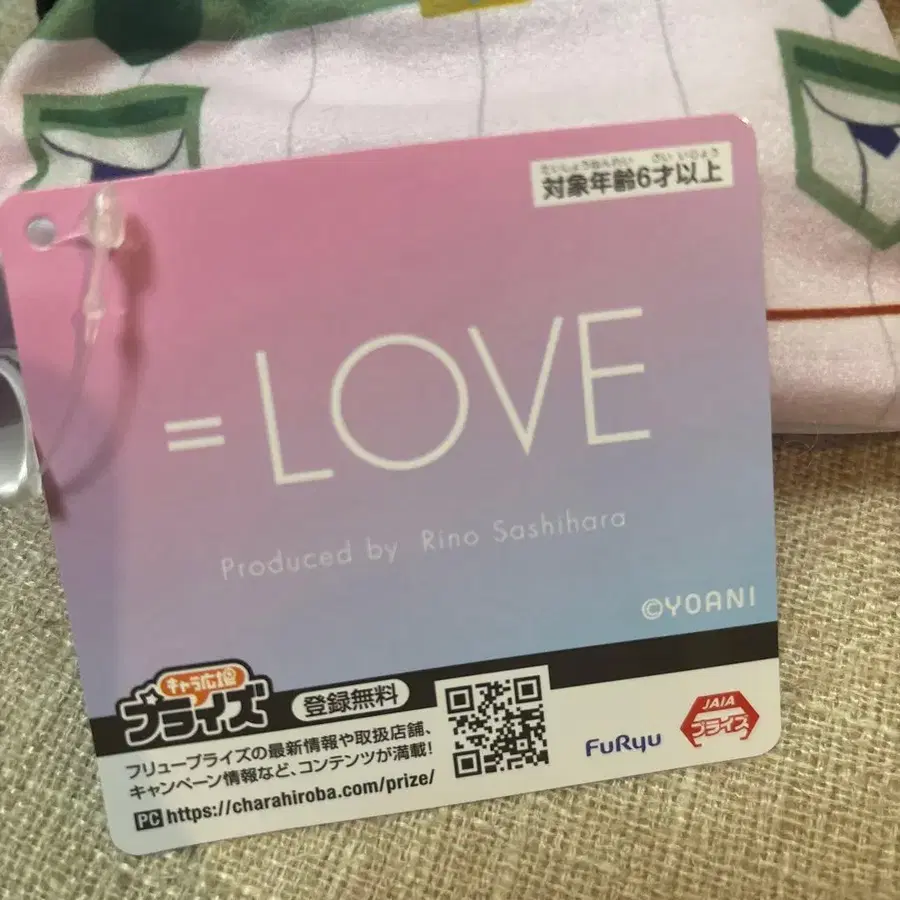 たいしょうねんれい さい いじょう
対象年齢6才以上
=LOVE
Produced by Rino Sashihara
©YOANI
キャラ広場
プライズ
登録無料
フリュープライズの最新情報や取扱店舗、
キャンペーン情報など、コンテンツが満載!
PC https://charahiroba.com/prize/
FuRyu
JAIA
プライズ